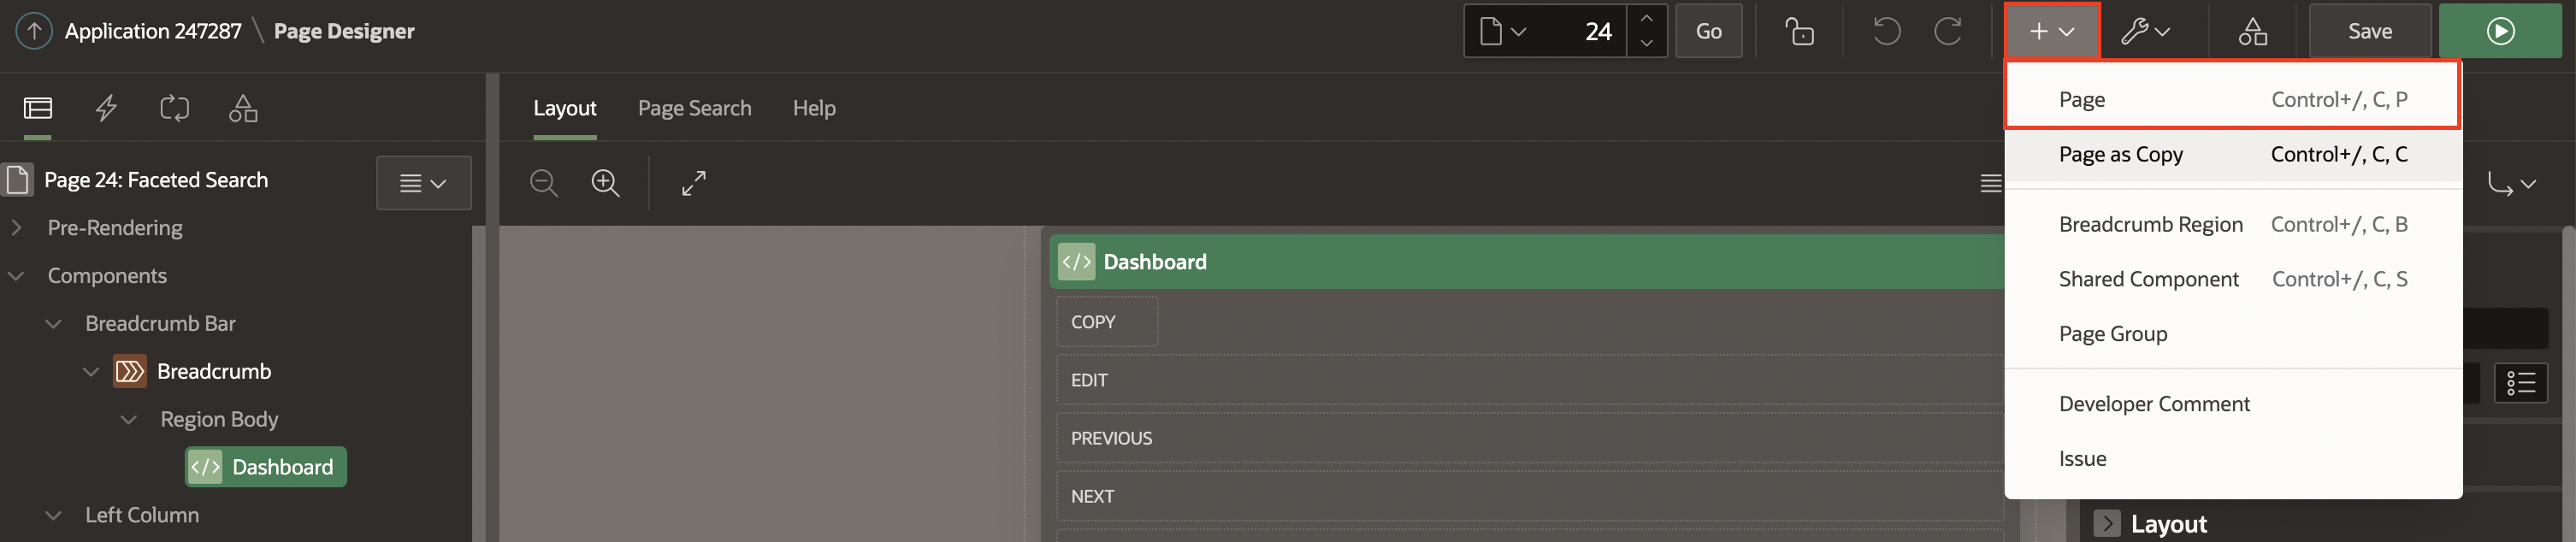 Application 247287 \ Page Designer
24
Go
Save
Layout Page Search Help
Page 24: Faceted Search
Pre-Rendering
Components
Breadcrumb Bar
Breadcrumb
Region Body
</> Dashboard
Left Column
</> Dashboard
COPY
EDIT
PREVIOUS
NEXT
Page Control+/, C, P
Page as Copy Control+/, C, C
Breadcrumb Region Control+/, C, B
Shared Component Control+/, C, S
Page Group
Developer Comment
Issue
Layout